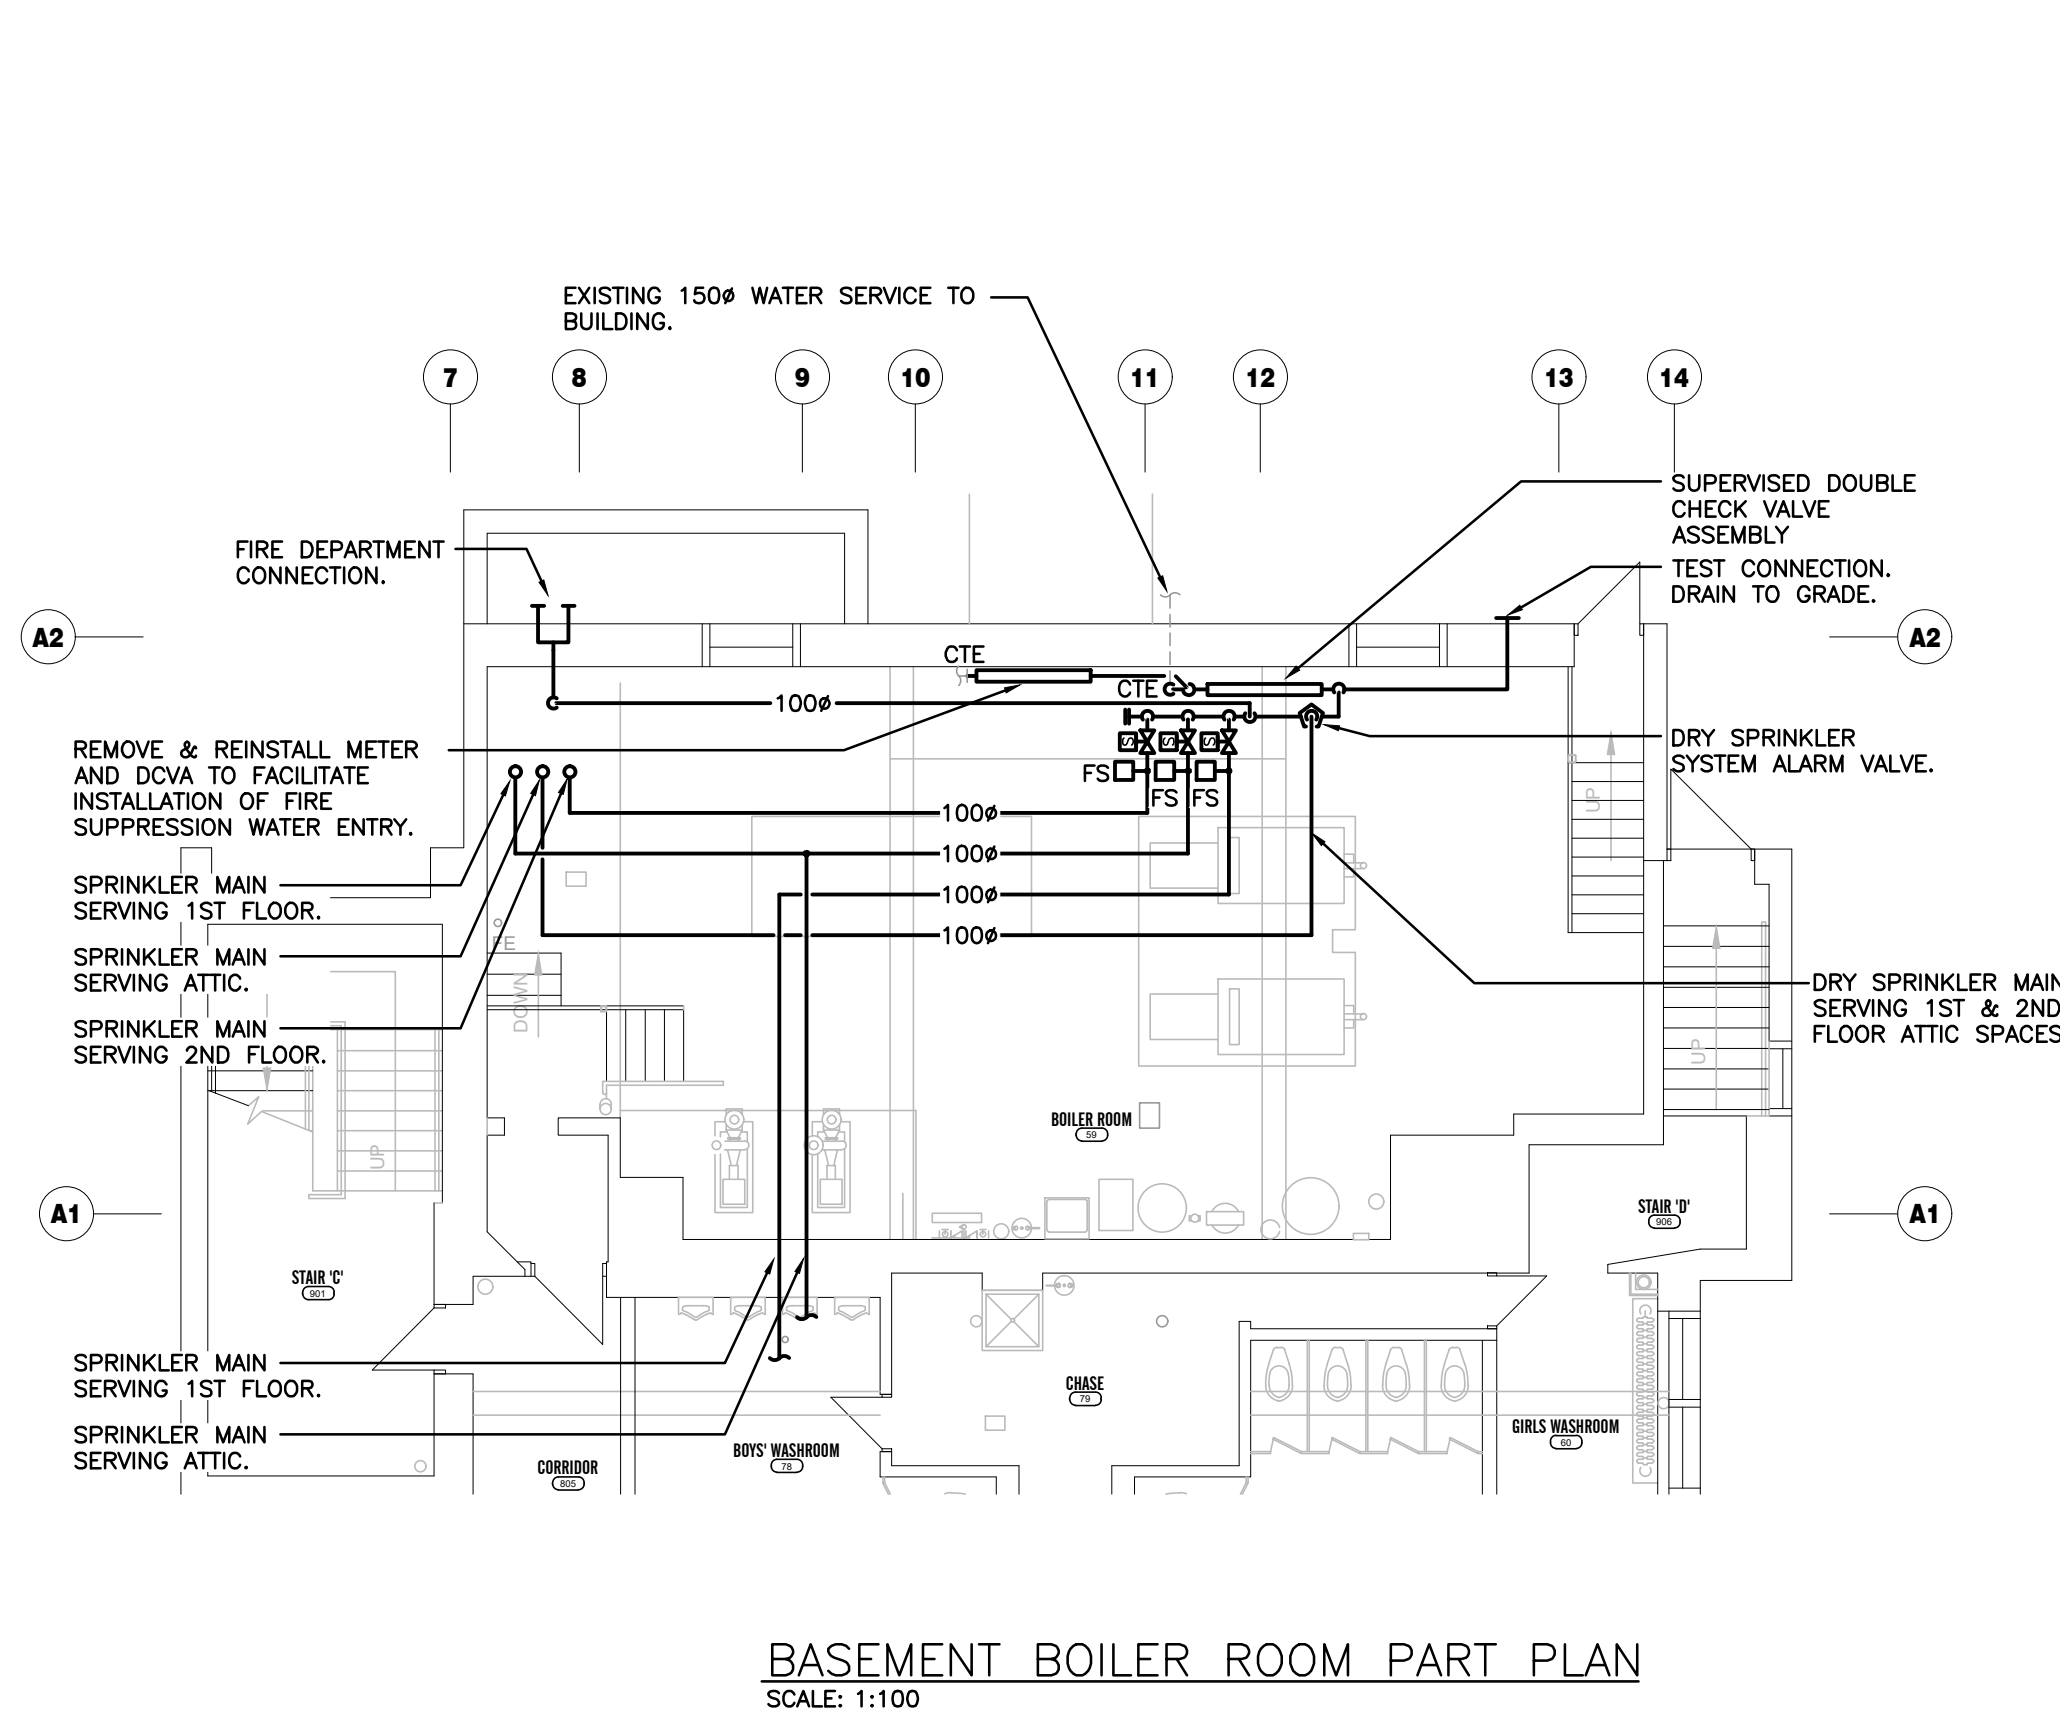 EXISTING 150ø WATER SERVICE TO
BUILDING.
7
8
9
10
11
12
13
14
SUPERVISED DOUBLE
CHECK VALVE
ASSEMBLY
FIRE DEPARTMENT
CONNECTION.
TEST CONNECTION.
DRAIN TO GRADE.
A2
A2
CTE
CTE
100ø
REMOVE & REINSTALL METER
AND DCVA TO FACILITATE
INSTALLATION OF FIRE
SUPPRESSION WATER ENTRY.
S
S
S
FS
FS
FS
DRY SPRINKLER
SYSTEM ALARM VALVE.
UP
100ø
100ø
100ø
100ø
SPRINKLER MAIN
SERVING 1ST FLOOR.
FE
SPRINKLER MAIN
SERVING ATTIC.
DOWN
DRY SPRINKLER MAIN
SERVING 1ST & 2ND
FLOOR ATTIC SPACES
SPRINKLER MAIN
SERVING 2ND FLOOR.
UP
UP
BOILER ROOM
59
A1
STAIR 'D'
906
A1
STAIR 'C'
901
SPRINKLER MAIN
SERVING 1ST FLOOR.
CHASE
79
SPRINKLER MAIN
SERVING ATTIC.
GIRLS WASHROOM
60
BOYS' WASHROOM
78
CORRIDOR
805
BASEMENT BOILER ROOM PART PLAN
SCALE: 1:100